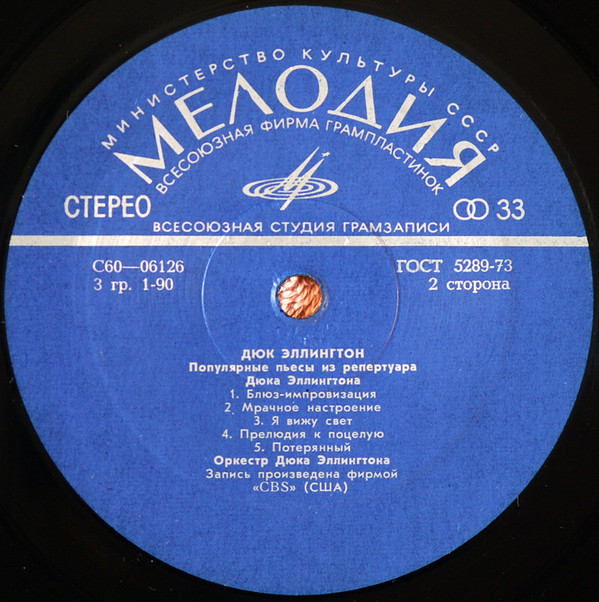 МИНИСТЕРСТВО КУЛЬТУРЫ СССР
МЕЛОДИЯ
ВСЕСОЮЗНАЯ ФИРМА ГРАМПЛАСТИНОК
СТЕРЕО
33
ВСЕСОЮЗНАЯ СТУДИЯ ГРАМЗАПИСИ
С60—06126
ГОСТ 5289-73
3 гр. 1-90
2 сторона
ДЮК ЭЛЛИНГТОН
Популярные пьесы из репертуара
Дюка Эллингтона
1. Блюз-импровизация
2. Мрачное настроение
3. Я вижу свет
4. Прелюдия к поцелую
5. Потерянный
Оркестр Дюка Эллингтона
Запись произведена фирмой
«CBS» (США)